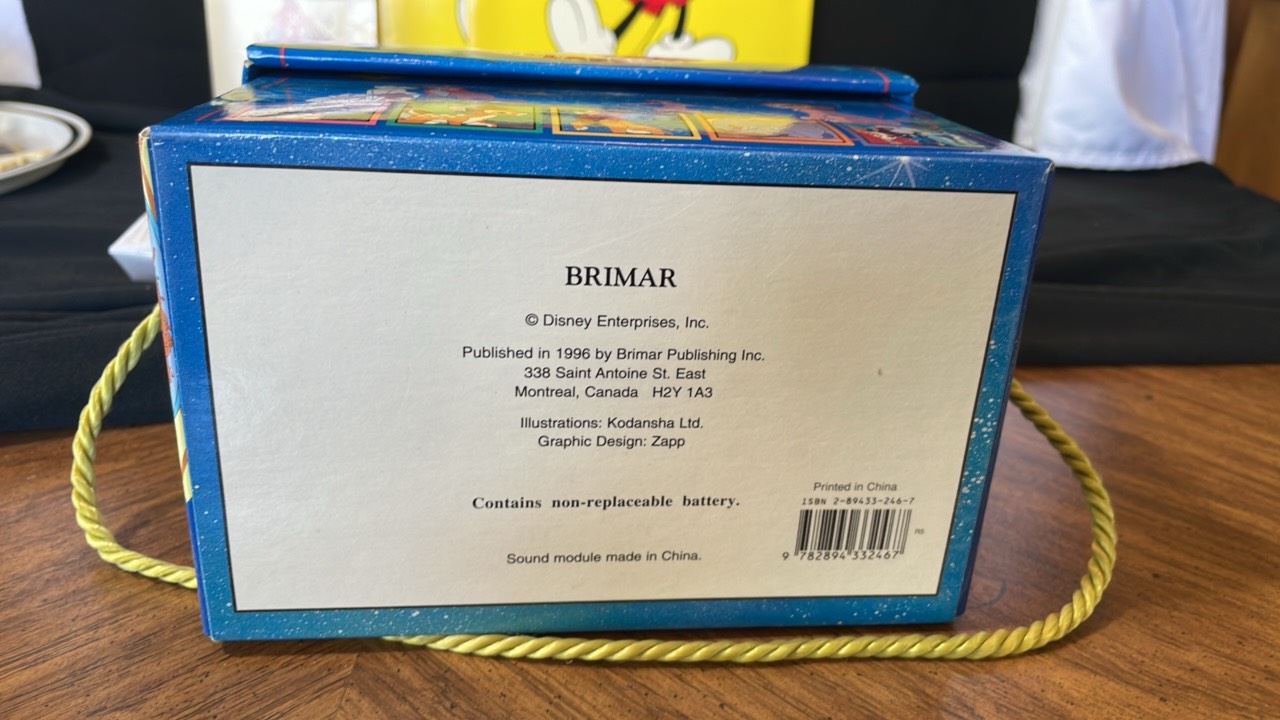 BRIMAR
© Disney Enterprises, Inc.
Published in 1996 by Brimar Publishing Inc.
338 Saint Antoine St. East
Montreal, Canada H2Y 1A3
Illustrations: Kodansha Ltd.
Graphic Design: Zapp
Contains non-replaceable battery.
Sound module made in China.
Printed in China
ISBN 2-89433-246-7
RS
9 782894 332467